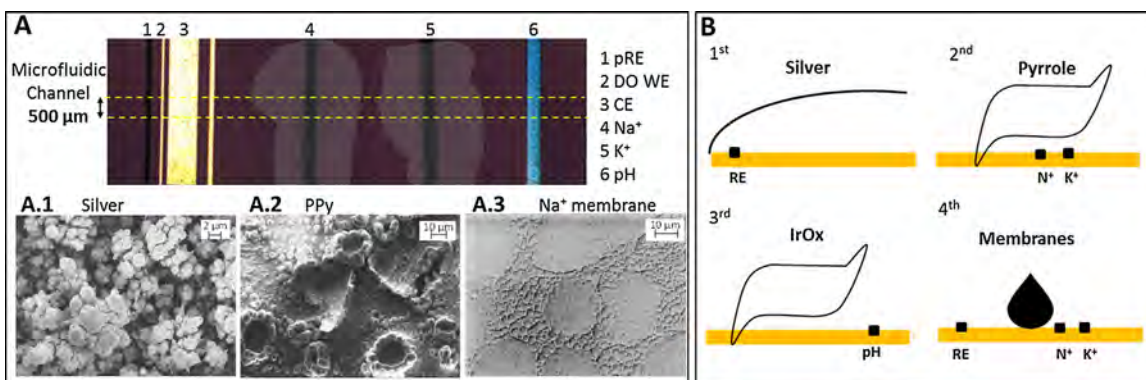 A
1 2 3 4 5 6
Microfluidic
Channel
500 µm
1 pRE
2 DO WE
3 CE
4 Na⁺
5 K⁺
6 pH
A.1 Silver
2 µm
A.2 PPy
10 µm
A.3 Na⁺ membrane
10 µm
B
1st
Silver
RE
2nd
Pyrrole
N⁺ K⁺
3rd
IrOx
pH
4th
Membranes
RE N⁺ K⁺